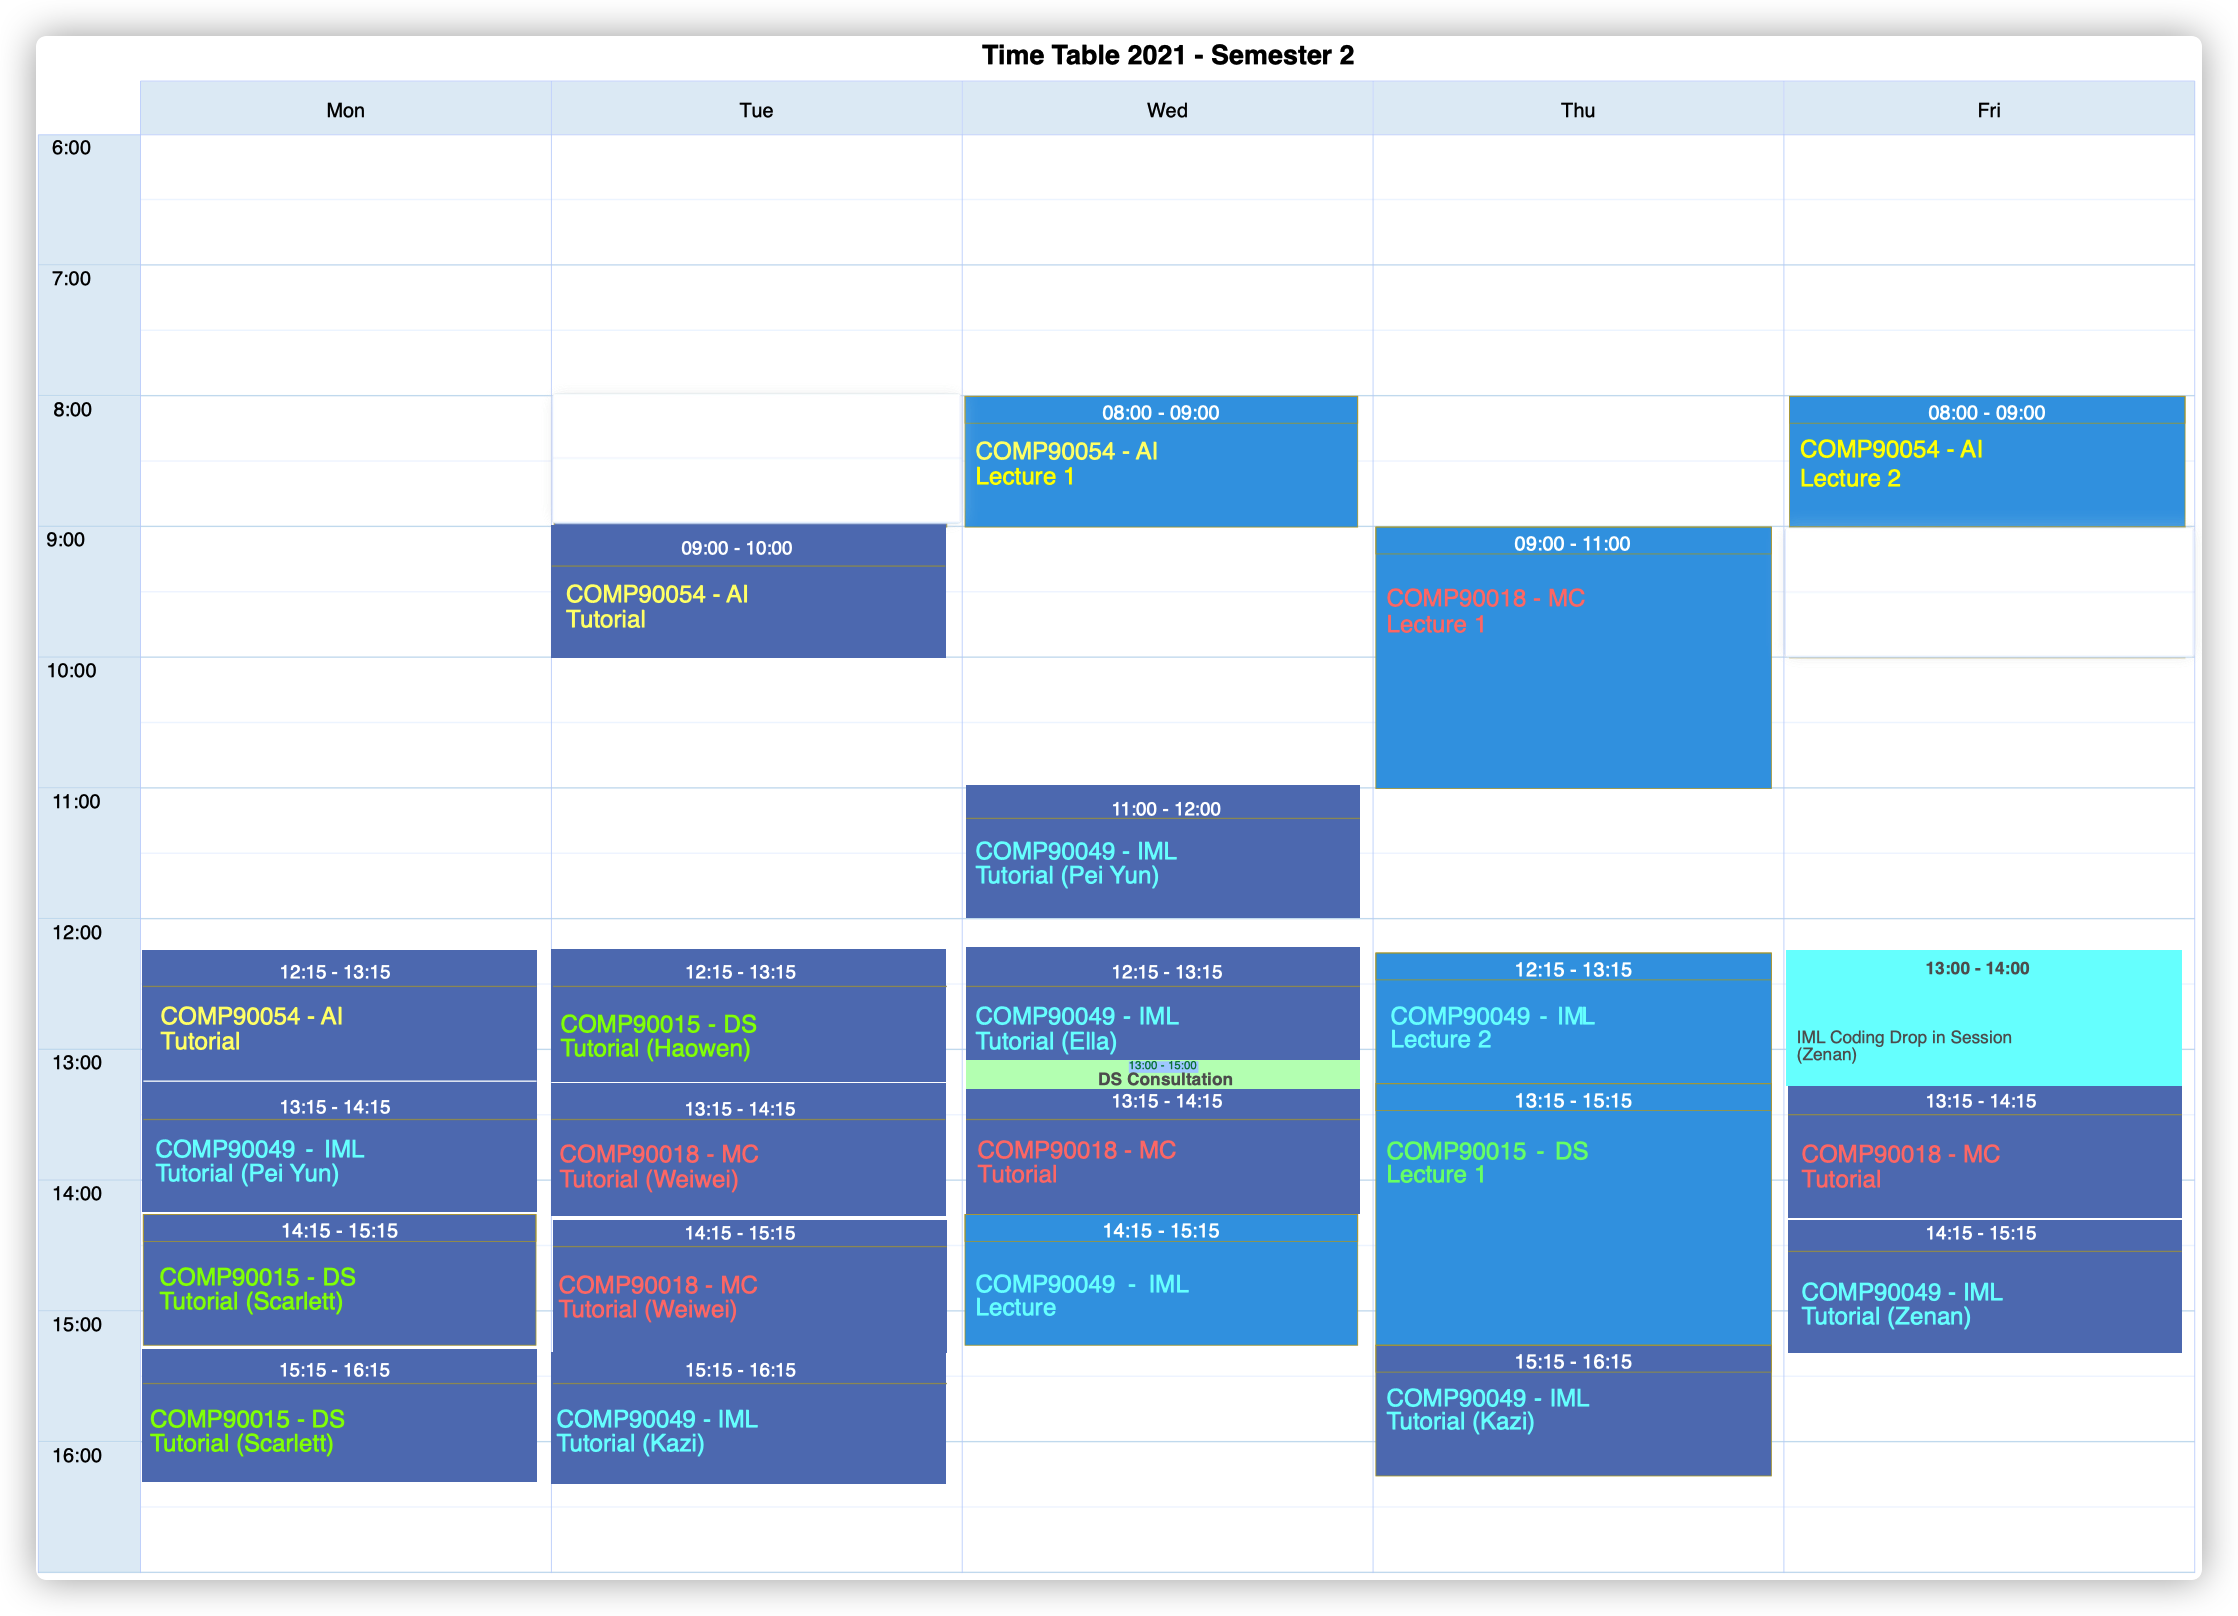 Time Table 2021 - Semester 2
Mon
Tue
Wed
Thu
Fri
6:00
7:00
8:00
9:00
10:00
11:00
12:00
13:00
14:00
15:00
16:00
12:15 - 13:15
COMP90054 - AI
Tutorial
13:15 - 14:15
COMP90049 - IML
Tutorial (Pei Yun)
14:15 - 15:15
COMP90015 - DS
Tutorial (Scarlett)
15:15 - 16:15
COMP90015 - DS
Tutorial (Scarlett)
09:00 - 10:00
COMP90054 - AI
Tutorial
12:15 - 13:15
COMP90015 - DS
Tutorial (Haowen)
13:15 - 14:15
COMP90018 - MC
Tutorial (Weiwei)
14:15 - 15:15
COMP90018 - MC
Tutorial (Weiwei)
15:15 - 16:15
COMP90049 - IML
Tutorial (Kazi)
08:00 - 09:00
COMP90054 - AI
Lecture 1
11:00 - 12:00
COMP90049 - IML
Tutorial (Pei Yun)
12:15 - 13:15
COMP90049 - IML
Tutorial (Ella)
13:00 - 15:00
DS Consultation
13:15 - 14:15
COMP90018 - MC
Tutorial
14:15 - 15:15
COMP90049 - IML
Lecture
09:00 - 11:00
COMP90018 - MC
Lecture 1
12:15 - 13:15
COMP90049 - IML
Lecture 2
13:15 - 15:15
COMP90015 - DS
Lecture 1
15:15 - 16:15
COMP90049 - IML
Tutorial (Kazi)
08:00 - 09:00
COMP90054 - AI
Lecture 2
13:00 - 14:00
IML Coding Drop in Session
(Zenan)
13:15 - 14:15
COMP90018 - MC
Tutorial
14:15 - 15:15
COMP90049 - IML
Tutorial (Zenan)